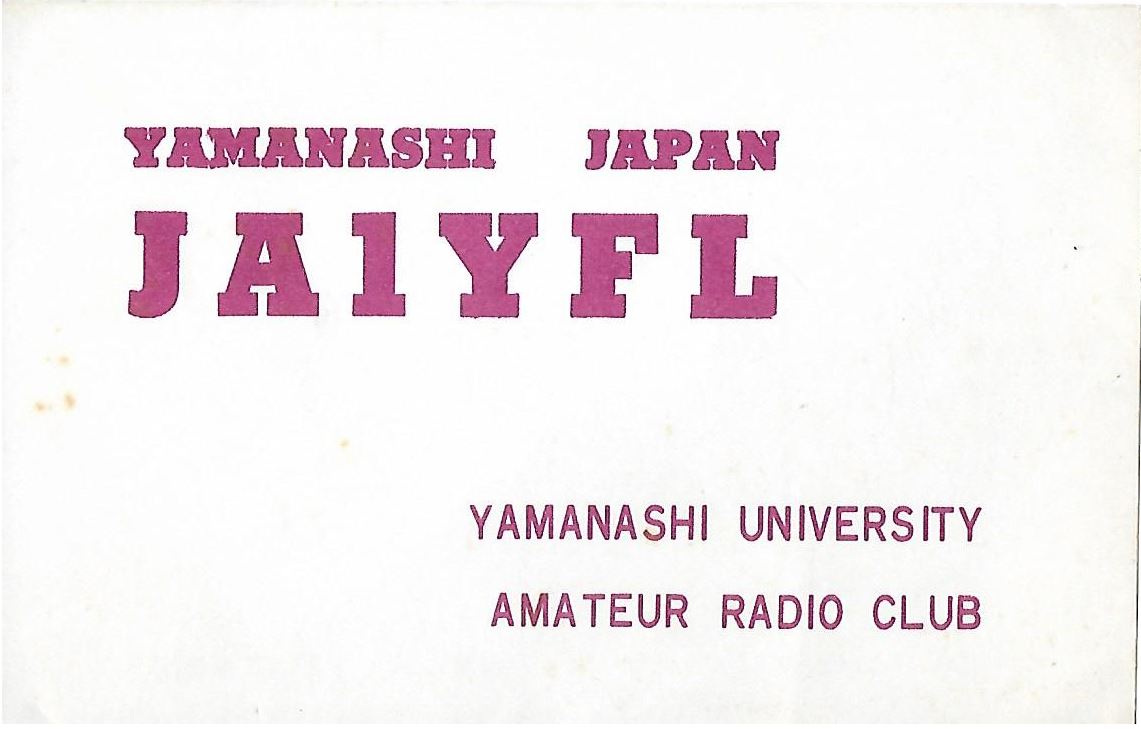 YAMANASHI JAPAN
JA1YFL
YAMANASHI UNIVERSITY
AMATEUR RADIO CLUB